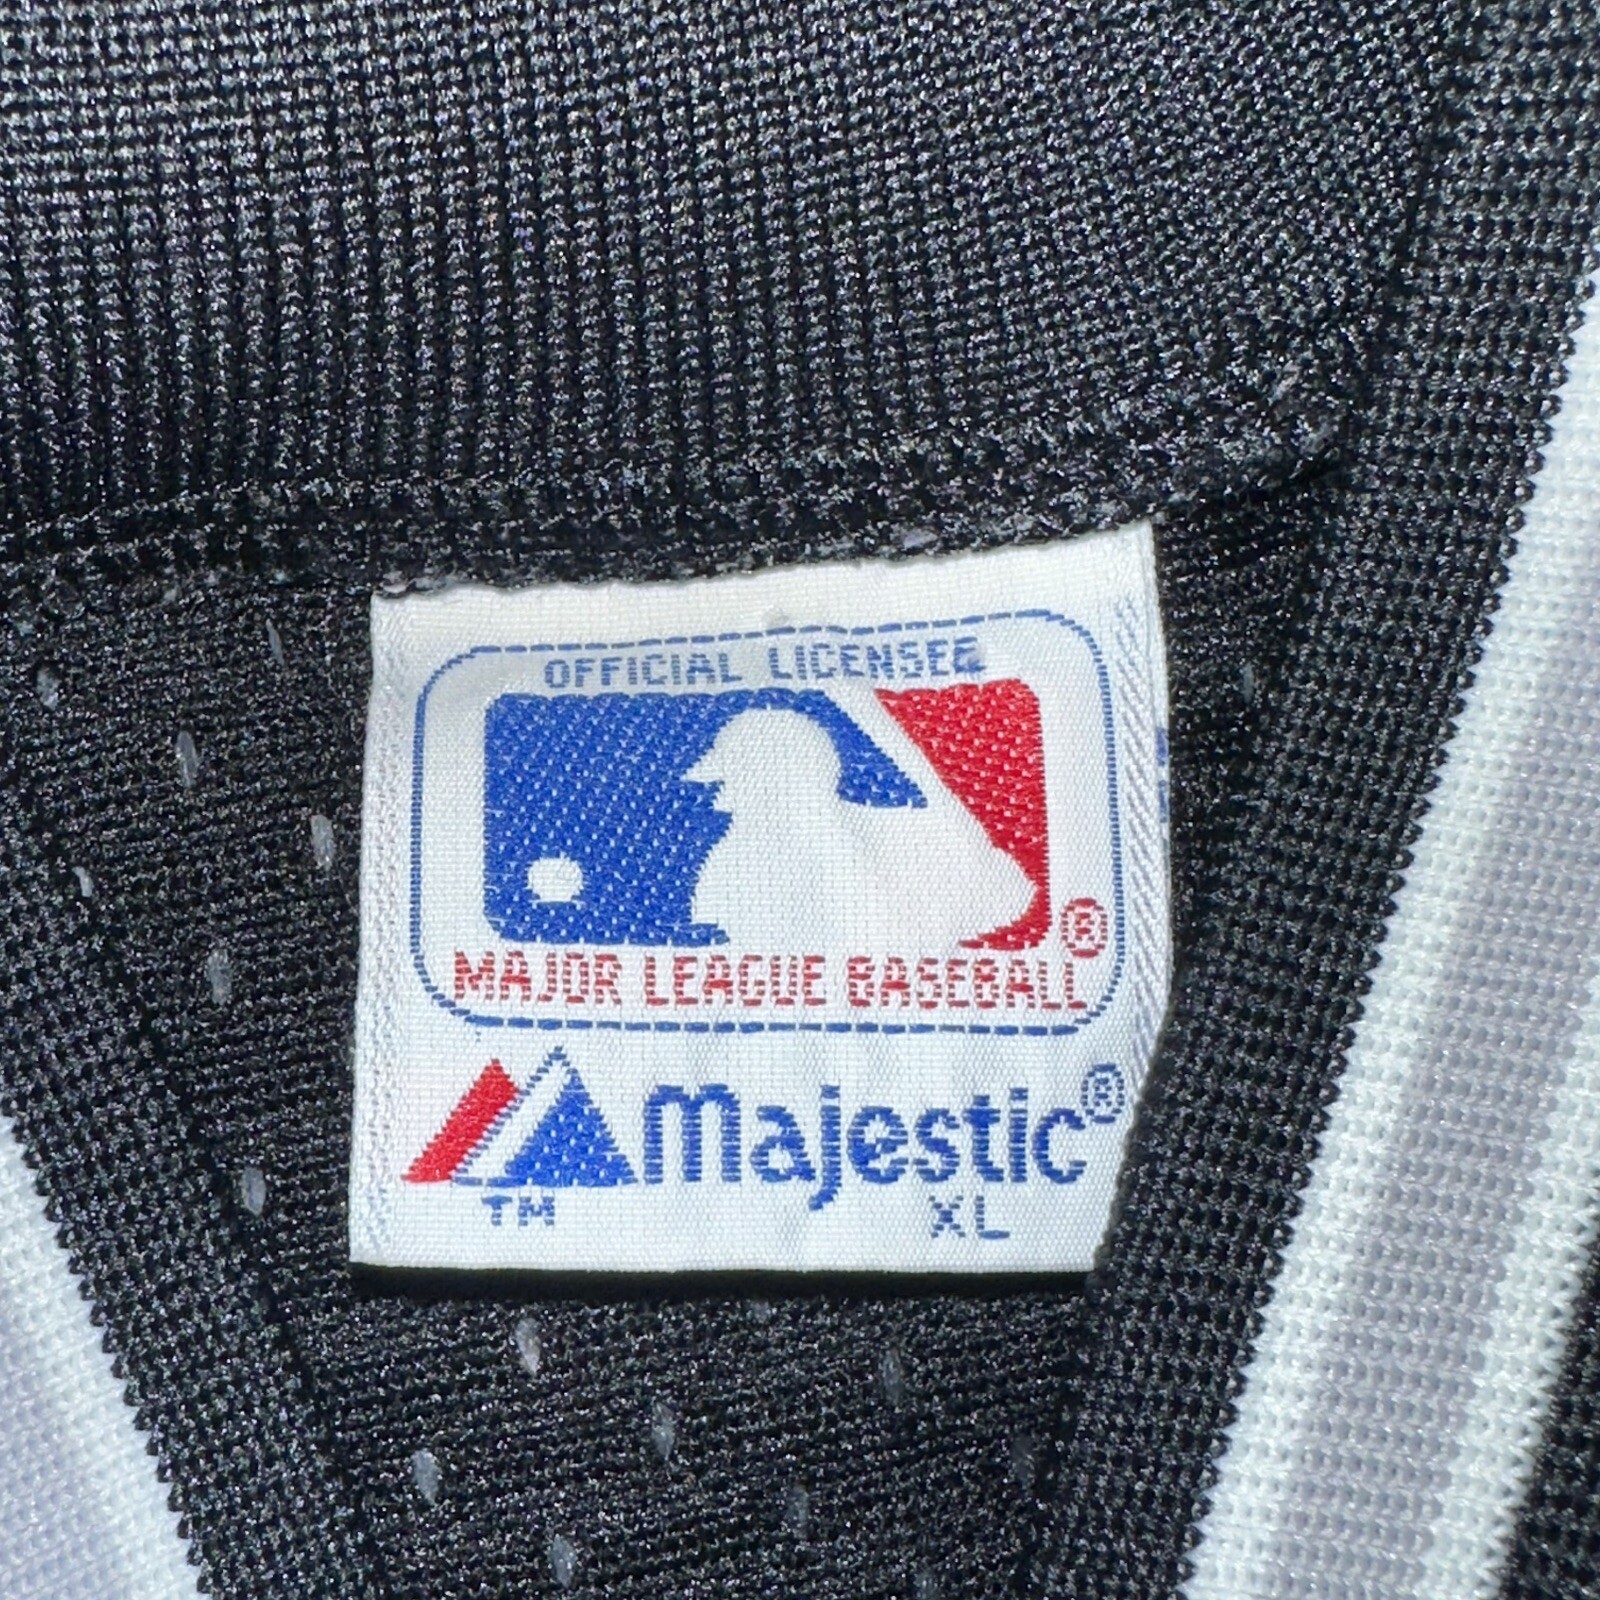 OFFICIAL LICENSEE
MAJOR LEAGUE BASEBALL®
Majestic®
TM
XL